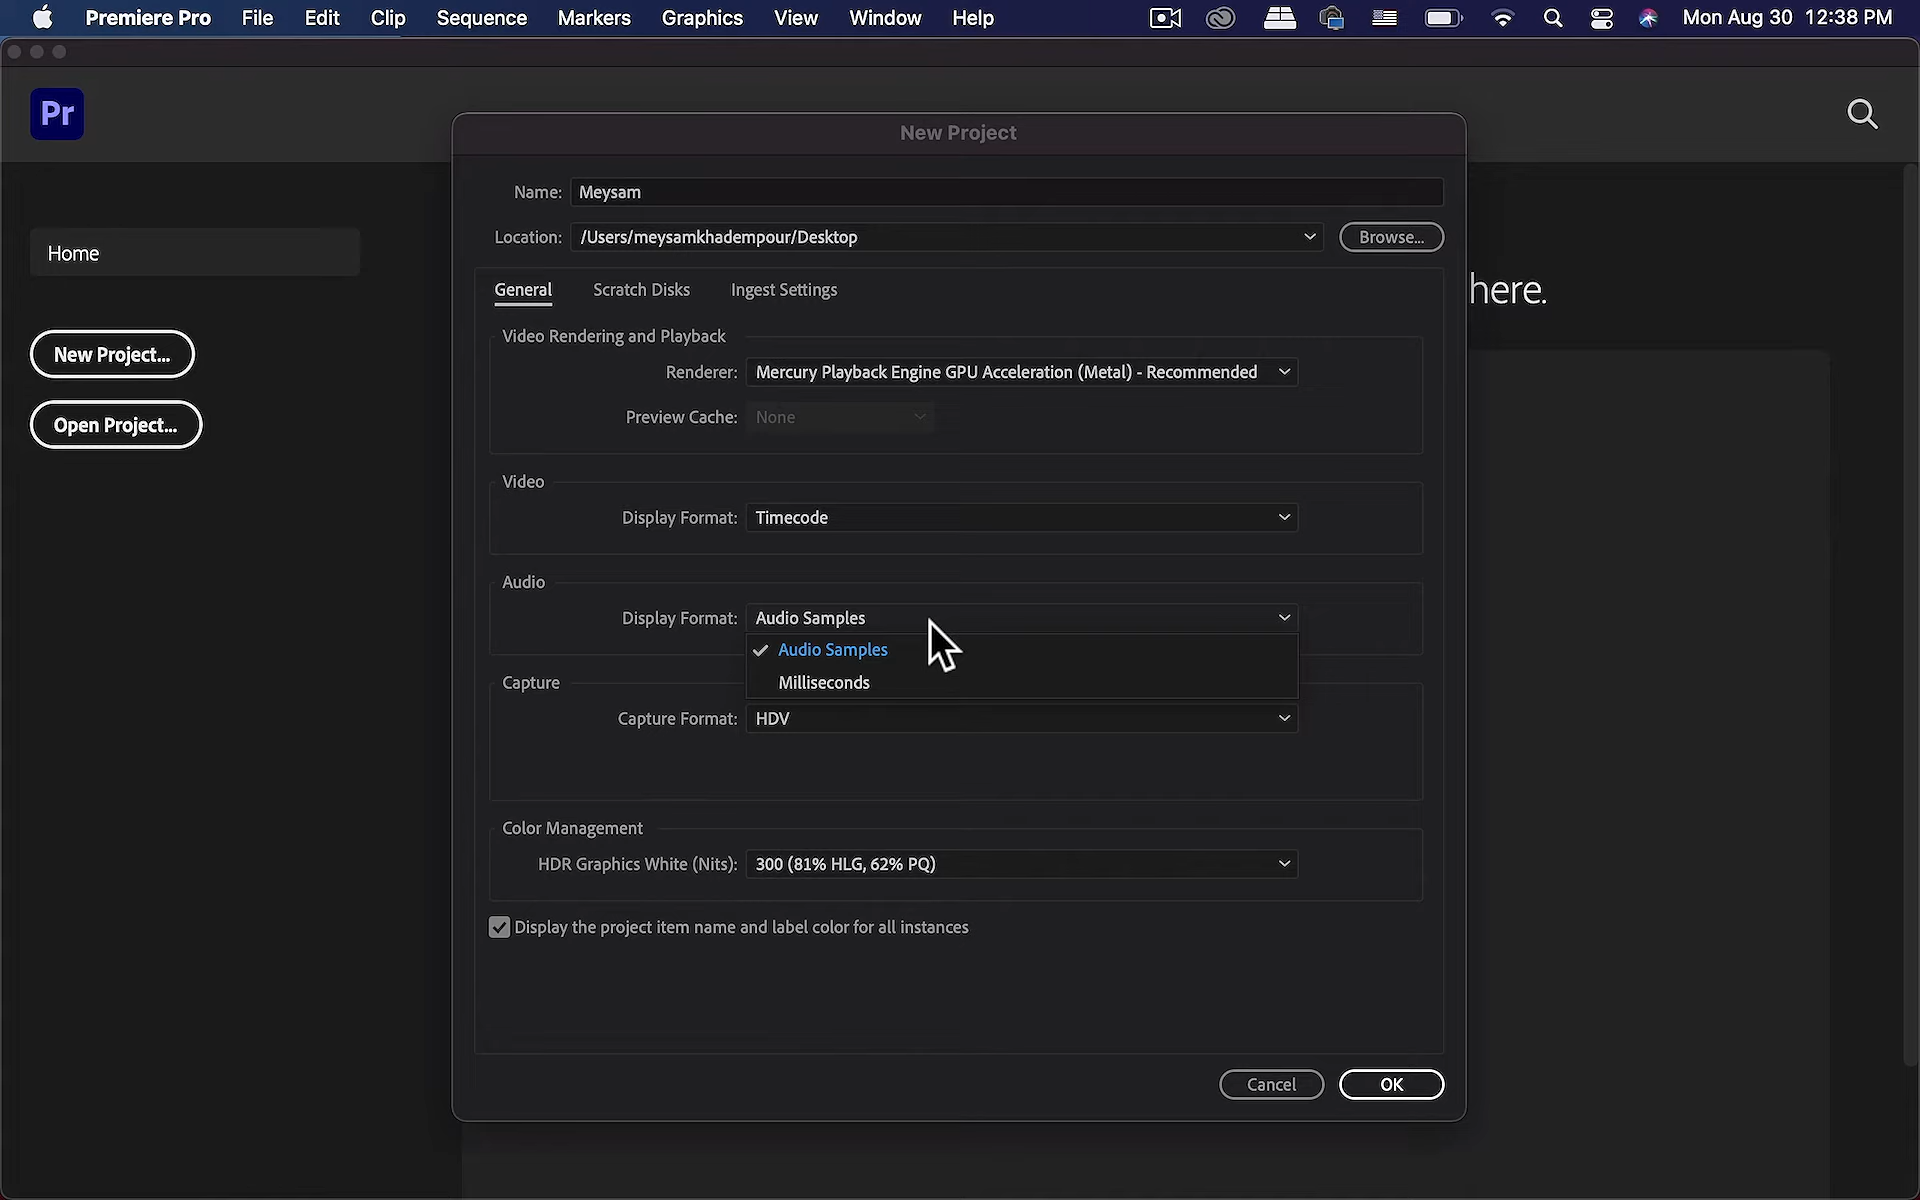 Premiere Pro File Edit Clip Sequence Markers Graphics View Window Help Mon Aug 30 12:38 PM
Pr
New Project
Name: Meysam
Location: /Users/meysamkhadempour/Desktop Browse...
Home
General Scratch Disks Ingest Settings
here.
Video Rendering and Playback
New Project...
Renderer: Mercury Playback Engine GPU Acceleration (Metal) - Recommended
Preview Cache: None
Open Project...
Video
Display Format: Timecode
Audio
Display Format: Audio Samples
Audio Samples
Milliseconds
Capture
Capture Format: HDV
Color Management
HDR Graphics White (Nits): 300 (81% HLG, 62% PQ)
Display the project item name and label color for all instances
Cancel OK